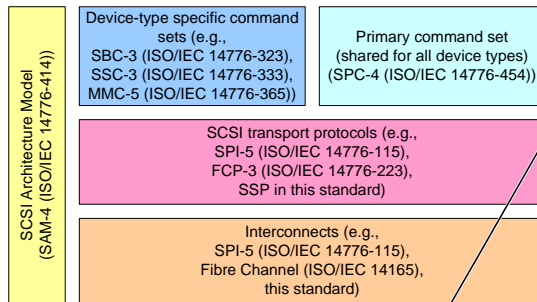 SCSI Architecture Model
(SAM-4 (ISO/IEC 14776-414))
Device-type specific command
sets (e.g.,
SBC-3 (ISO/IEC 14776-323),
SSC-3 (ISO/IEC 14776-333),
MMC-5 (ISO/IEC 14776-365))
Primary command set
(shared for all device types)
(SPC-4 (ISO/IEC 14776-454))
SCSI transport protocols (e.g.,
SPI-5 (ISO/IEC 14776-115),
FCP-3 (ISO/IEC 14776-223),
SSP in this standard)
Interconnects (e.g.,
SPI-5 (ISO/IEC 14776-115),
Fibre Channel (ISO/IEC 14165),
this standard)